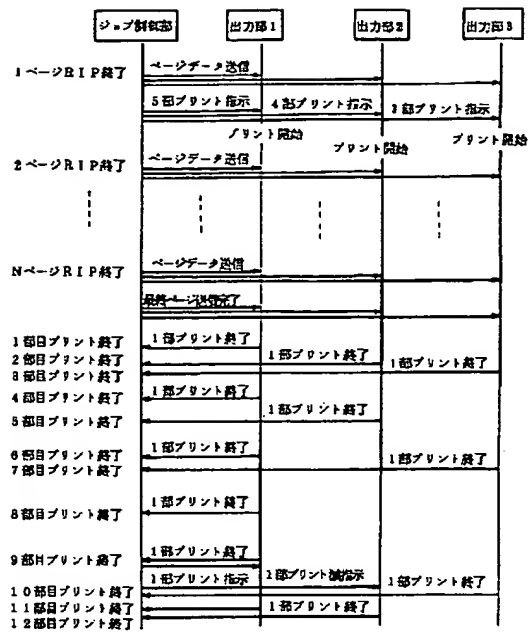 ジョブ制御部 出力部1 出力部2 出力部3
1ページRIP終了 ページデータ送信
5部プリント指示 4部プリント指示 3部プリント指示
プリント開始 プリント開始 プリント開始
2ページRIP終了 ページデータ送信
NページRIP終了 ページデータ送信
最終ページ送信完了
1部目プリント終了 1部プリント終了
2部目プリント終了 1部プリント終了
3部目プリント終了 1部プリント終了
4部目プリント終了 1部プリント終了
5部目プリント終了 1部プリント終了
6部目プリント終了 1部プリント終了
7部目プリント終了 1部プリント終了
8部目プリント終了 1部プリント終了
9部目プリント終了 1部プリント終了
1部プリント指示 1部プリント減指示
10部目プリント終了 1部プリント終了
11部目プリント終了 1部プリント終了
12部目プリント終了